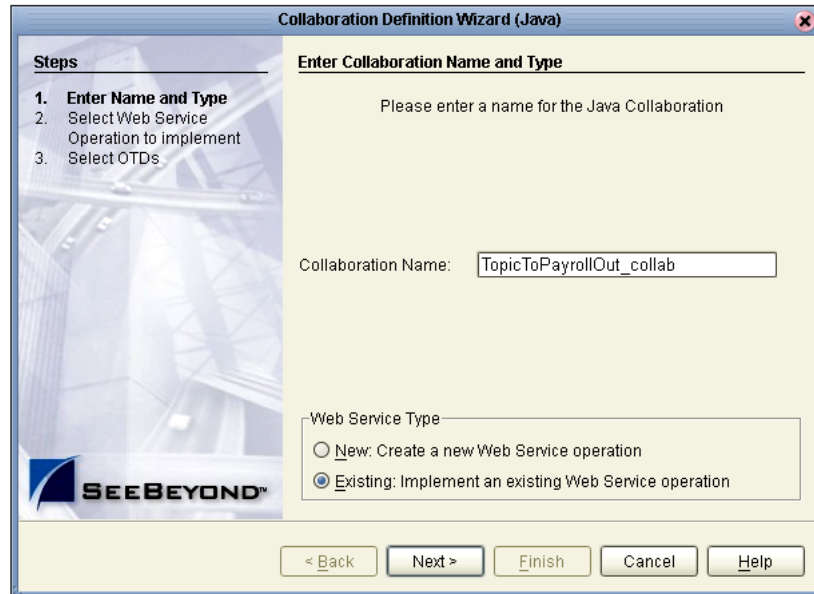 Collaboration Definition Wizard (Java)
Steps
1. Enter Name and Type
2. Select Web Service
Operation to implement
3. Select OTDs
SEEBEYOND™
Enter Collaboration Name and Type
Please enter a name for the Java Collaboration
Collaboration Name: TopicToPayrollOut_collab
Web Service Type
New: Create a new Web Service operation
Existing: Implement an existing Web Service operation
< Back Next > Finish Cancel Help